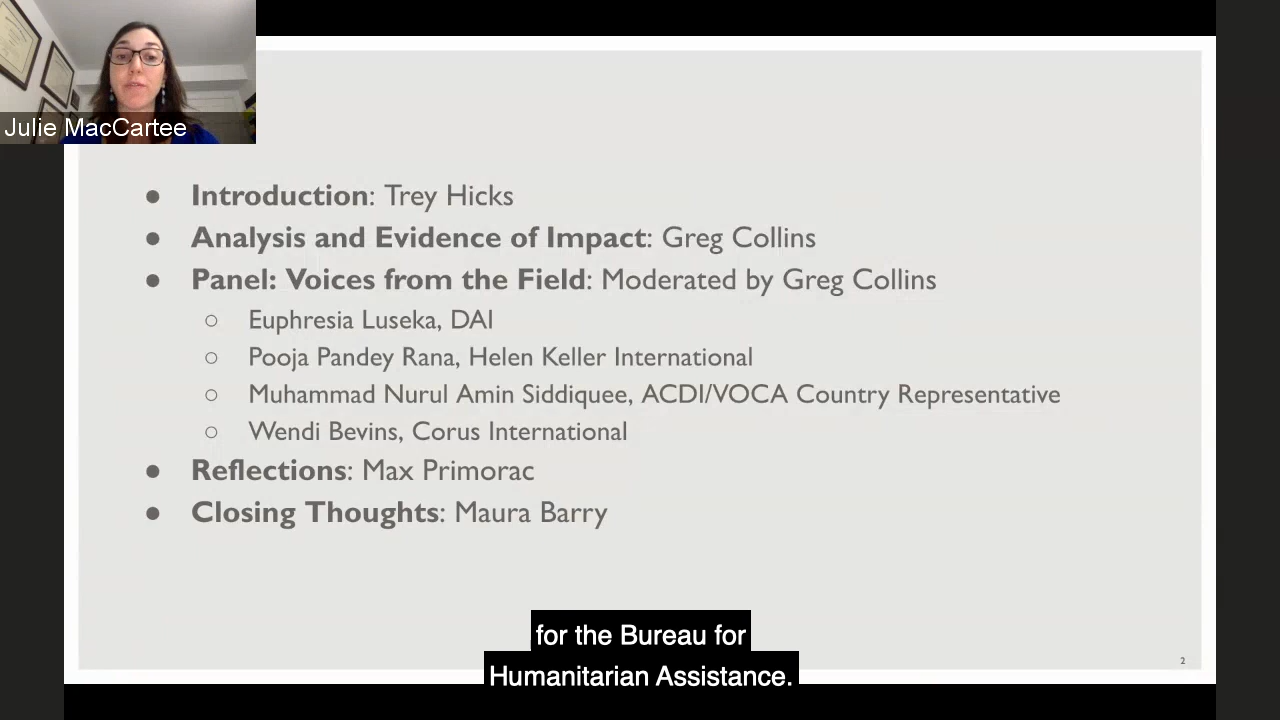 Julie MacCartee
● Introduction: Trey Hicks
● Analysis and Evidence of Impact: Greg Collins
● Panel: Voices from the Field: Moderated by Greg Collins
○ Euphresia Luseka, DAI
○ Pooja Pandey Rana, Helen Keller International
○ Muhammad Nurul Amin Siddiquee, ACDI/VOCA Country Representative
○ Wendi Bevins, Corus International
● Reflections: Max Primorac
● Closing Thoughts: Maura Barry
for the Bureau for
Humanitarian Assistance.
2